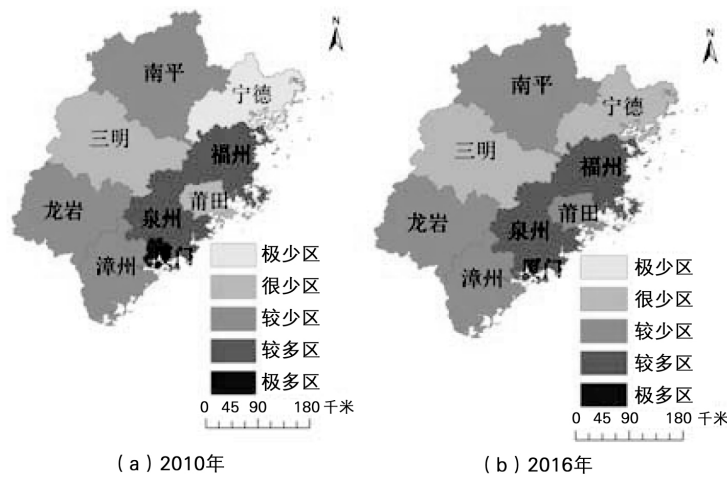 N
南平
宁德
三明
福州
龙岩
莆田
泉州
漳州
厦门
极少区
很少区
较少区
较多区
极多区
0 45 90 180 千米
(a) 2010年
N
南平
宁德
三明
福州
龙岩
莆田
泉州
漳州
厦门
极少区
很少区
较少区
较多区
极多区
0 45 90 180 千米
(b) 2016年